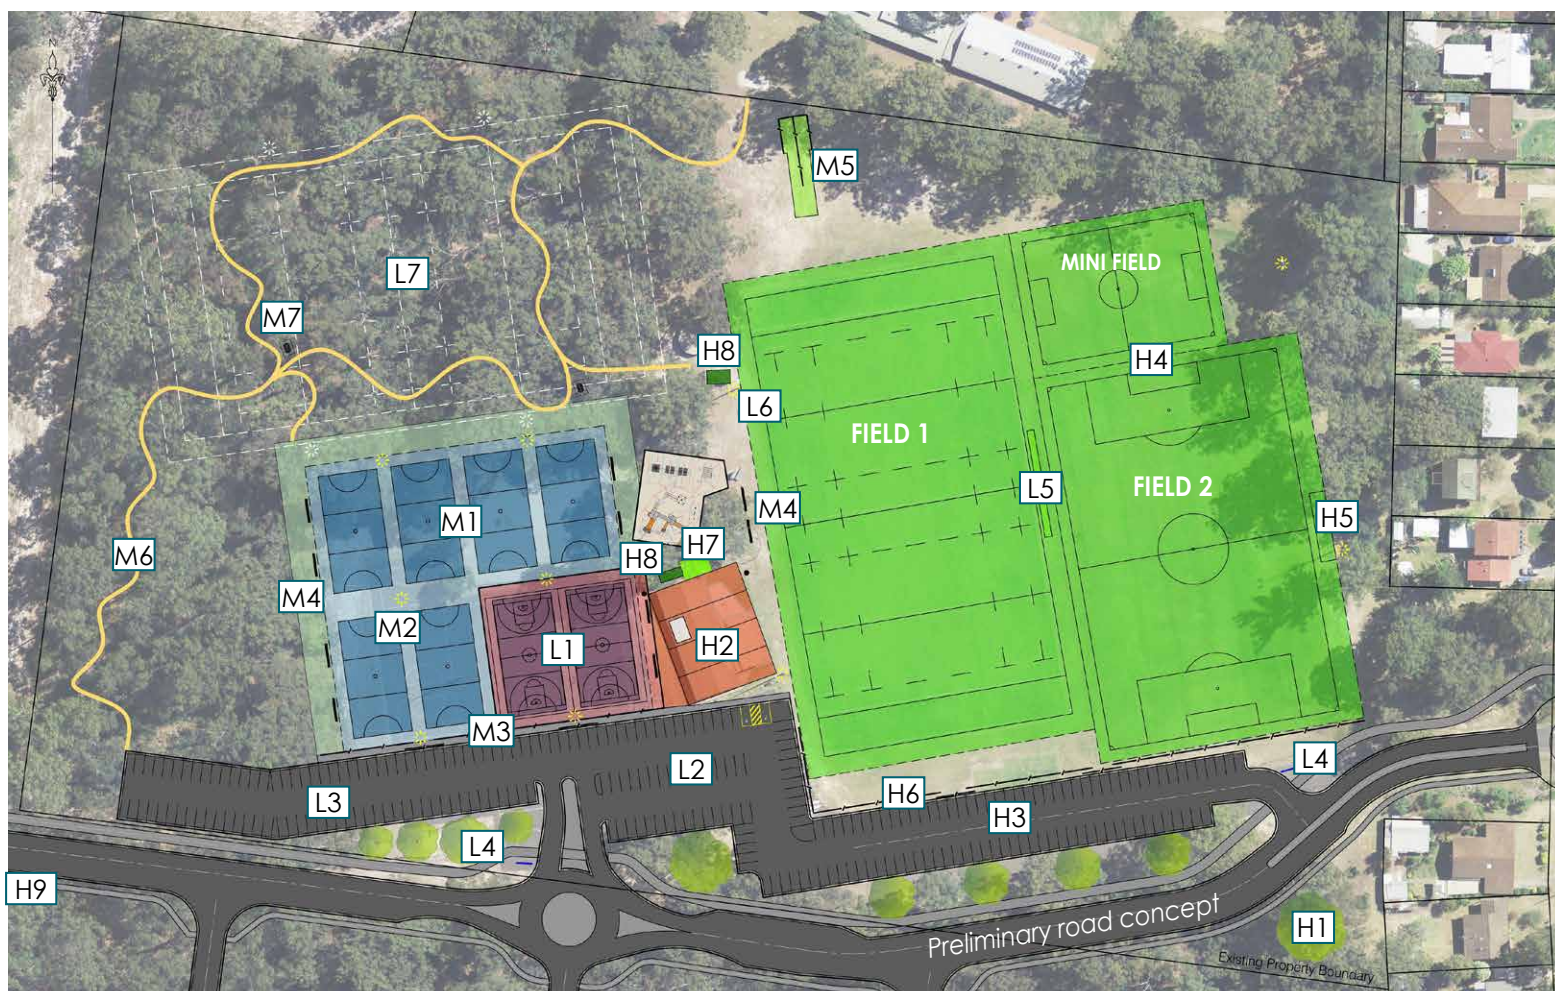 N
M5
MINI FIELD
L7
M7
H8
H4
L6
FIELD 1
FIELD 2
L5
M1
M4
H5
H7
H8
M6
M4
M2
L1
H2
M3
L4
L2
L3
H6
H3
L4
H9
Preliminary road concept
H1
Existing Property Boundary